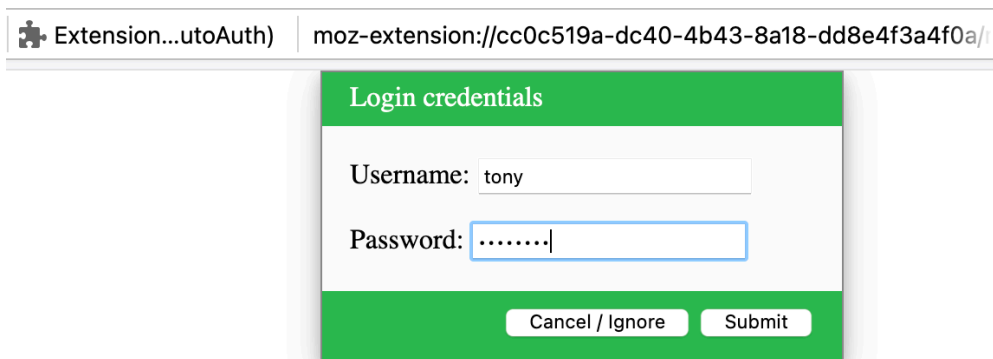 Extension...utoAuth) moz-extension://cc0c519a-dc40-4b43-8a18-dd8e4f3a4f0a/
Login credentials
Username: tony
Password: ········
Cancel / Ignore Submit